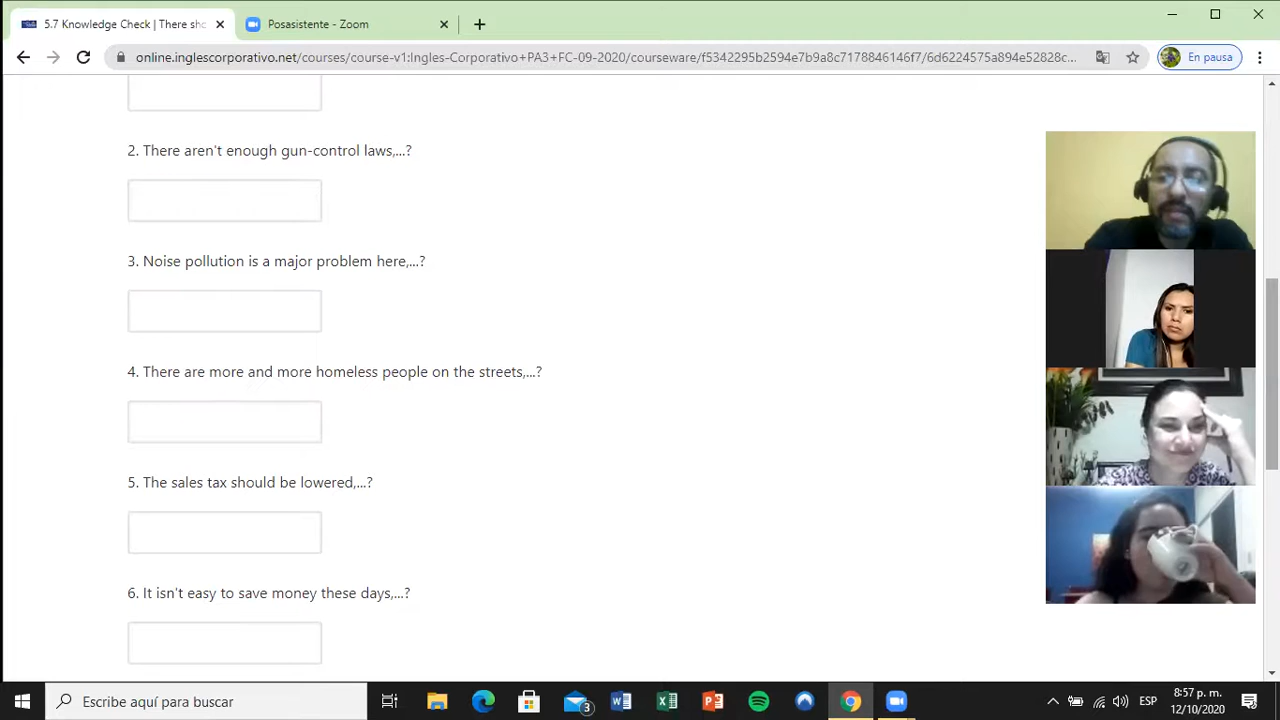 5.7 Knowledge Check | There sho
Posasistente - Zoom
online.inglescorporativo.net/courses/course-v1:Ingles-Corporativo+PA3+FC-09-2020/courseware/f5342295b2594e7b9a8c7178846146f7/6d6224575a894e52828c...
En pausa
2. There aren't enough gun-control laws,...?
3. Noise pollution is a major problem here,...?
4. There are more and more homeless people on the streets,...?
5. The sales tax should be lowered,...?
6. It isn't easy to save money these days,...?
Escribe aquí para buscar
3
ESP
8:57 p. m.
12/10/2020